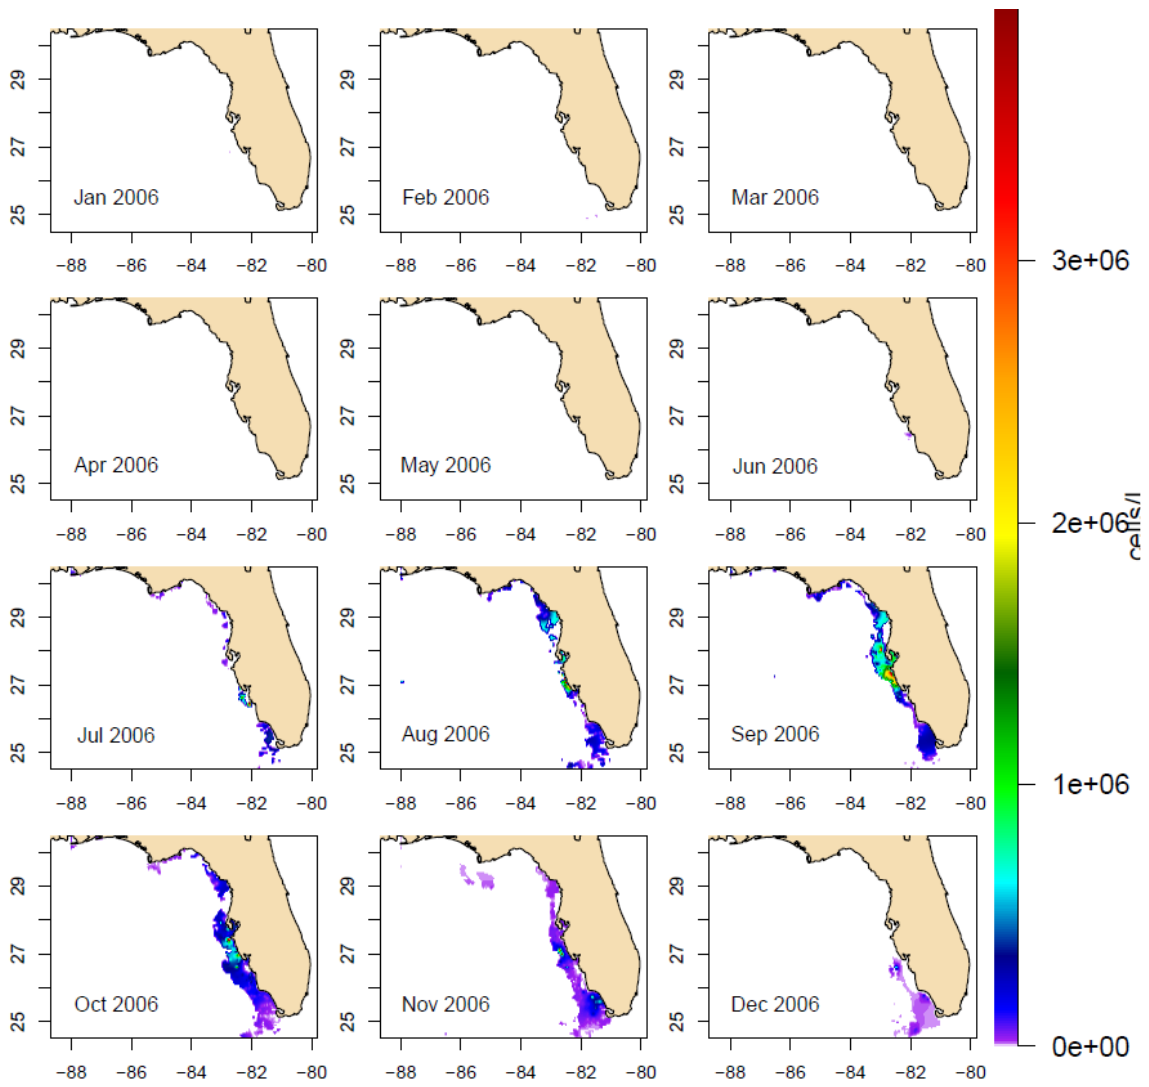 29 29 29
27 27 27
Jan 2006 Feb 2006 Mar 2006
25 25 25
−88 −86 −84 −82 −80 −88 −86 −84 −82 −80 −88 −86 −84 −82 −80
3e+06
29 29 29
27 27 27
Apr 2006 May 2006 Jun 2006
25 25 25
−88 −86 −84 −82 −80 −88 −86 −84 −82 −80 −88 −86 −84 −82 −80
2e+06
29 29 29
27 27 27
Jul 2006 Aug 2006 Sep 2006
25 25 25
−88 −86 −84 −82 −80 −88 −86 −84 −82 −80 −88 −86 −84 −82 −80
1e+06
29 29 29
27 27 27
Oct 2006 Nov 2006 Dec 2006
25 25 25
−88 −86 −84 −82 −80 −88 −86 −84 −82 −80 −88 −86 −84 −82 −80
0e+00